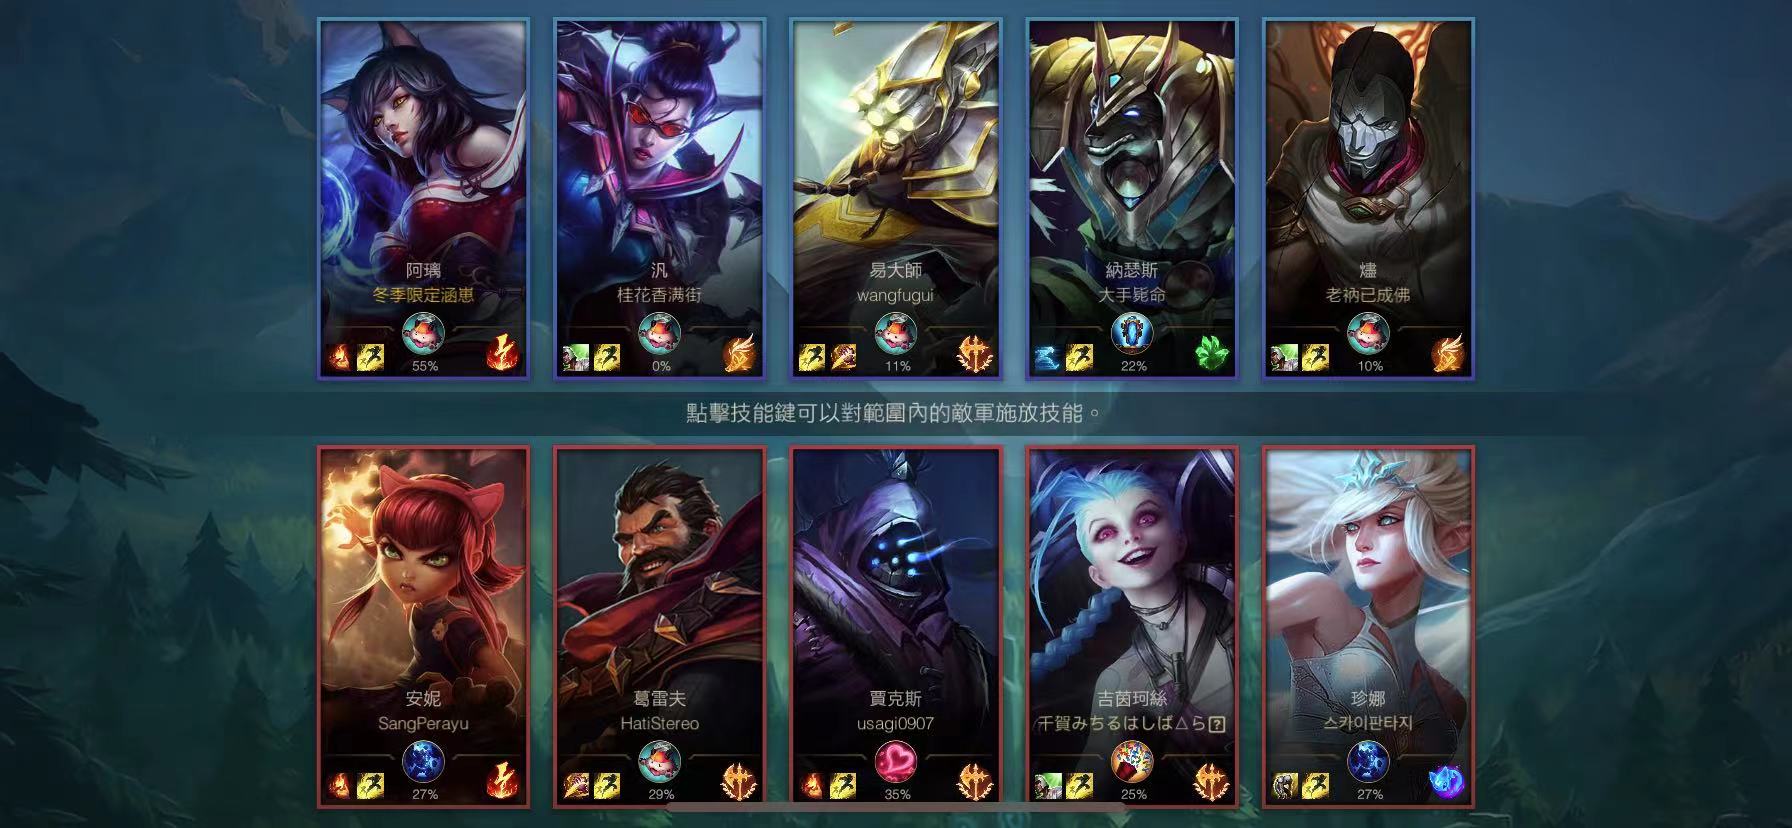 阿璃
冬季限定涵崽
55%
汎
桂花香满街
0%
易大師
wangfugui
11%
納瑟斯
大手毙命
22%
燼
老衲已成佛
10%
點擊技能鍵可以對範圍內的敵軍施放技能。
安妮
SangPerayu
27%
葛雷夫
HatiStereo
29%
賈克斯
usagi0907
35%
吉茵珂絲
千賀みちるはしば△ら
25%
珍娜
스카이판타지
27%